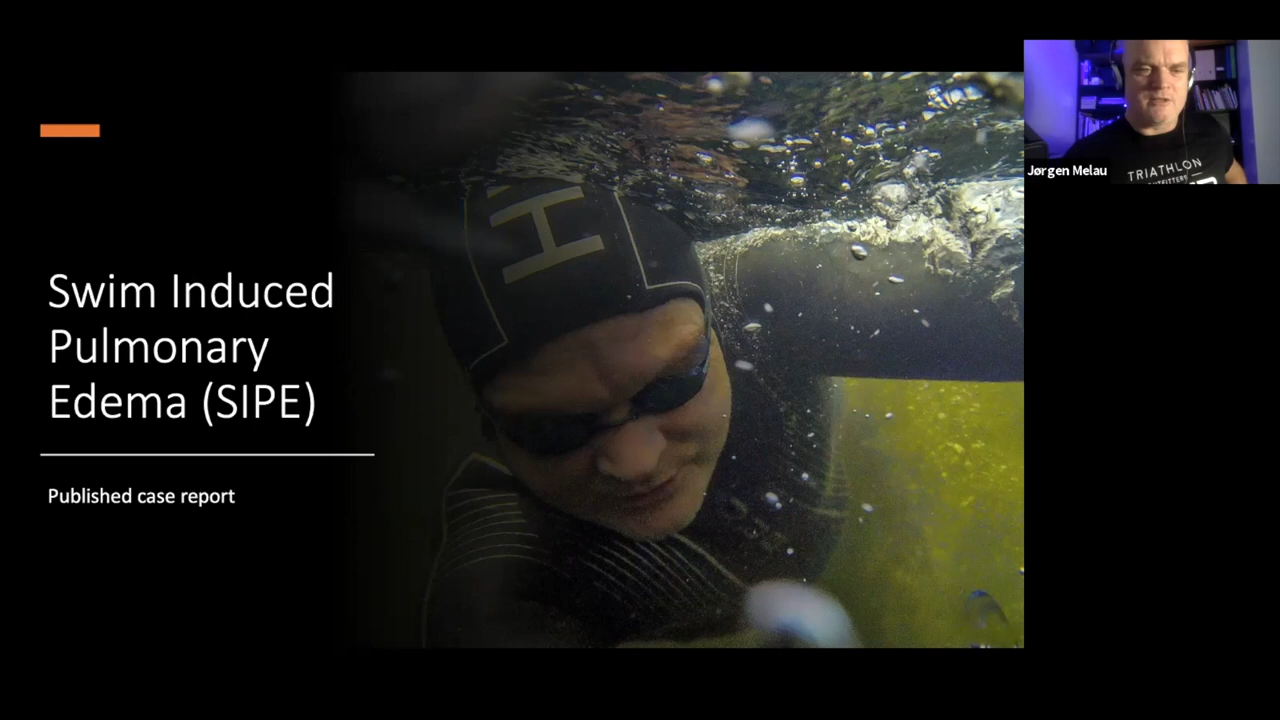 Swim Induced
Pulmonary
Edema (SIPE)
Published case report
H
Jørgen Melau
TRIATHLON